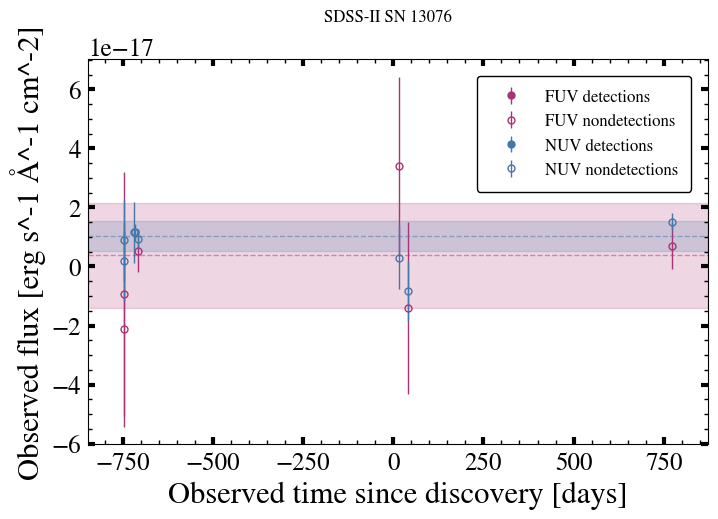 SDSS-II SN 13076
1e−17
6
4
2
0
−2
−4
−6
Observed flux [erg s^-1 Å^-1 cm^-2]
FUV detections
FUV nondetections
NUV detections
NUV nondetections
−750 −500 −250 0 250 500 750
Observed time since discovery [days]